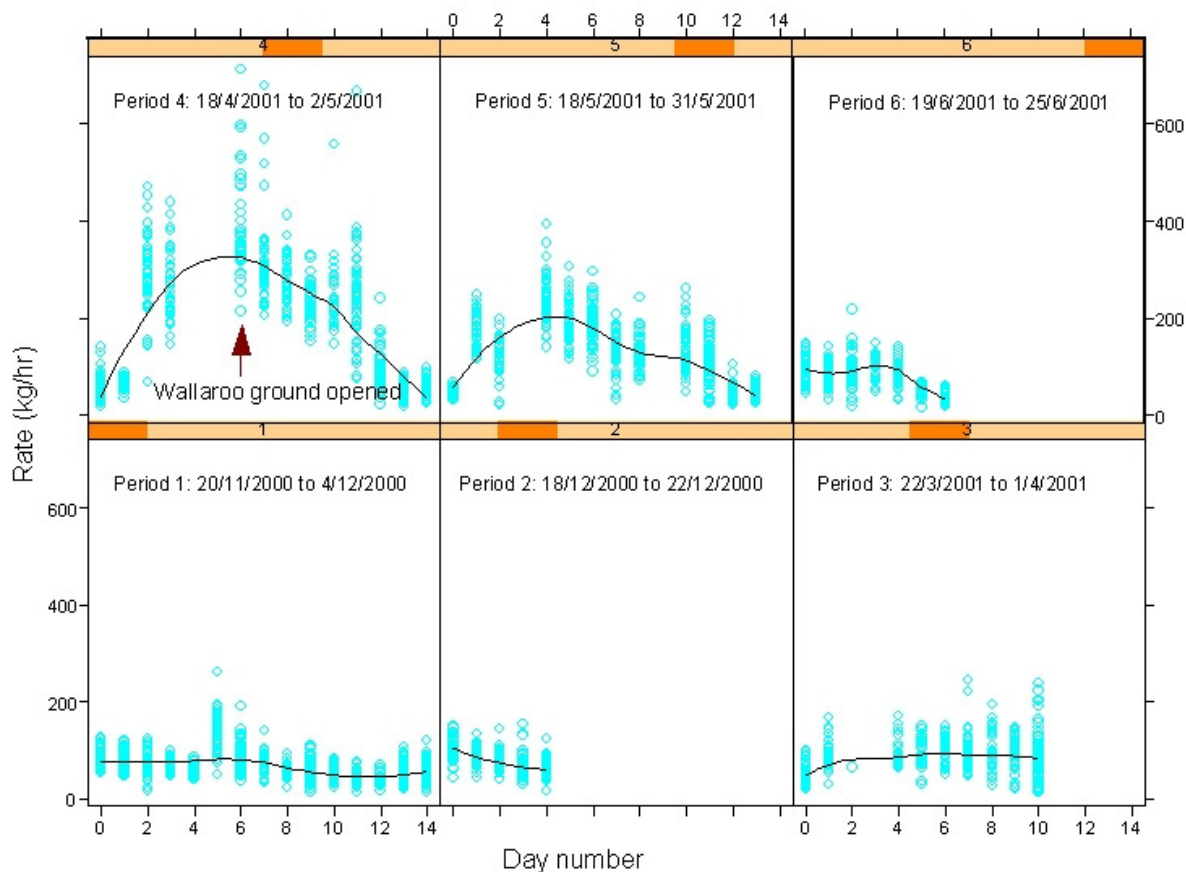 0 2 4 6 8 10 12 14
4 5 6
Period 4: 18/4/2001 to 2/5/2001
Period 5: 18/5/2001 to 31/5/2001
Period 6: 19/6/2001 to 25/6/2001
600
400
200
0
Wallaroo ground opened
Rate (kg/hr)
1 2 3
Period 1: 20/11/2000 to 4/12/2000
Period 2: 18/12/2000 to 22/12/2000
Period 3: 22/3/2001 to 1/4/2001
600
400
200
0
0 2 4 6 8 10 12 14 0 2 4 6 8 10 12 14
Day number